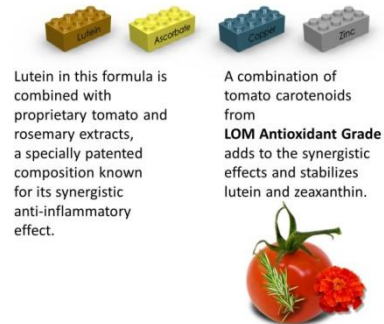 Lutein
Ascorbate
Copper
Zinc
Lutein in this formula is
combined with
proprietary tomato and
rosemary extracts,
a specially patented
composition known
for its synergistic
anti-inflammatory
effect.
A combination of
tomato carotenoids
from
LOM Antioxidant Grade
adds to the synergistic
effects and stabilizes
lutein and zeaxanthin.